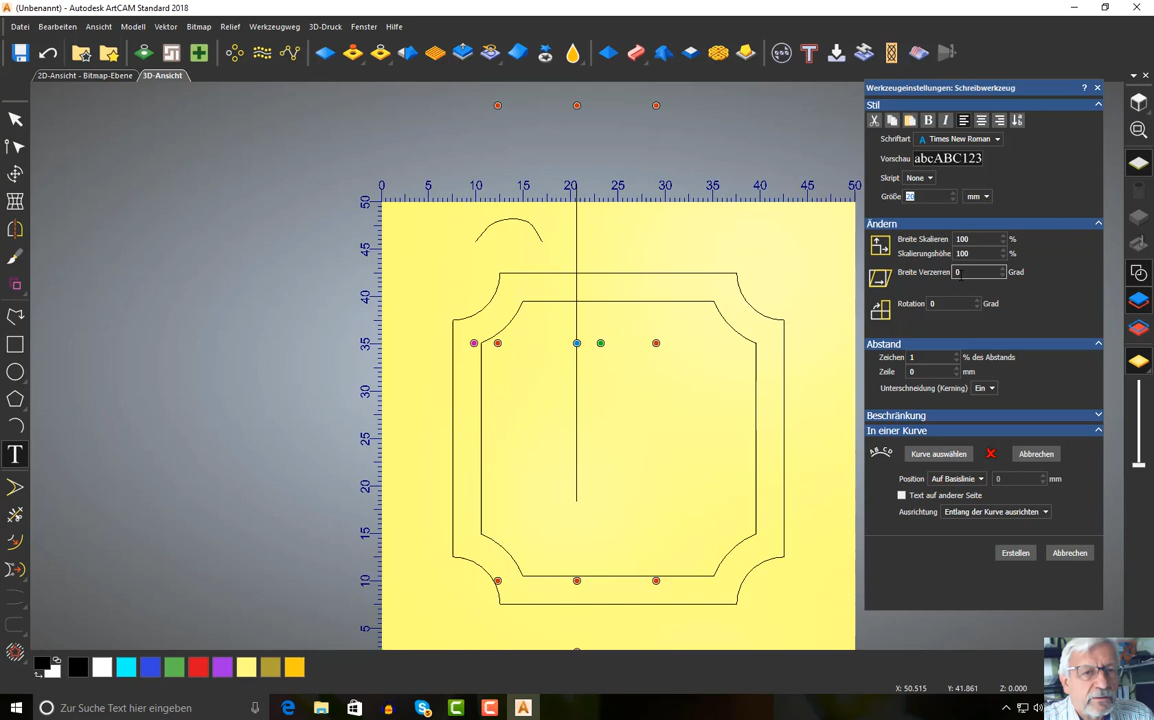 (Unbenannt) - Autodesk ArtCAM Standard 2018
Datei Bearbeiten Ansicht Modell Vektor Bitmap Relief Werkzeugweg 3D-Druck Fenster Hilfe
2D-Ansicht - Bitmap-Ebene 3D-Ansicht
Werkzeugeinstellungen: Schreibwerkzeug
Stil
B I
Schriftart Times New Roman
Vorschau abcABC123
Skript None
Größe 20 mm
Ändern
Breite Skalieren 100 %
Skalierungshöhe 100 %
Breite Verzerren 0 Grad
Rotation 0 Grad
Abstand
Zeichen 1 % des Abstands
Zeile 0 mm
Unterschneidung (Kerning) Ein
Beschränkung
In einer Kurve
Kurve auswählen Abbrechen
Position Auf Basislinie 0 mm
Text auf anderer Seite
Ausrichtung Entlang der Kurve ausrichten
Erstellen Abbrechen
0 5 10 15 20 25 30 35 40 45 50
50
45
40
35
30
25
20
15
10
5
X: 50.515 Y: 41.861 Z: 0.000
Zur Suche Text hier eingeben